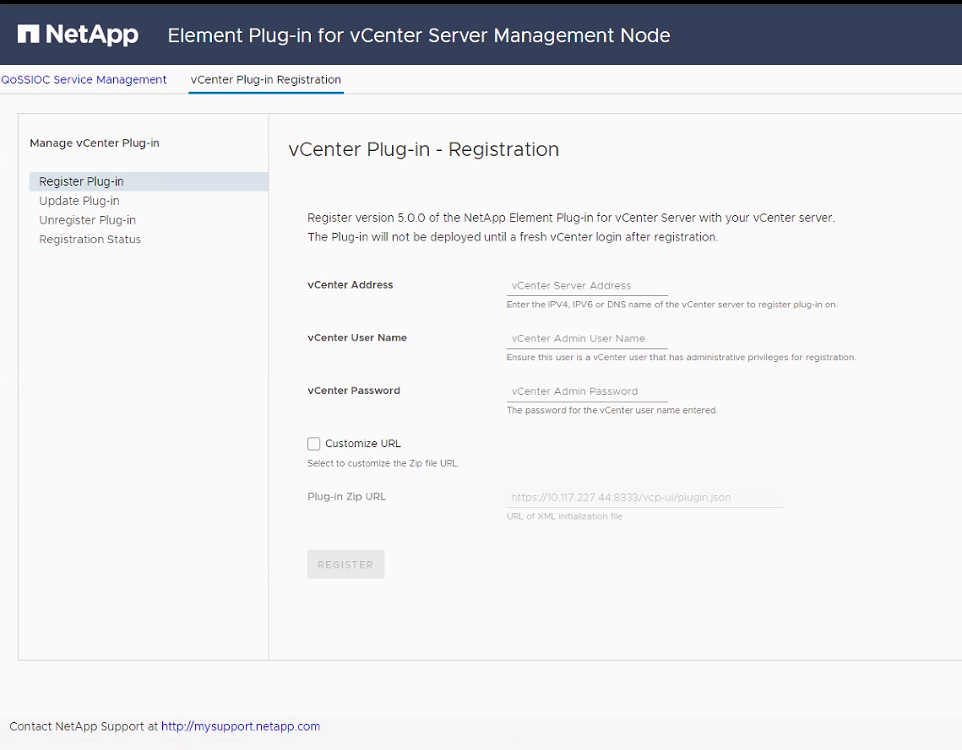 NetApp Element Plug-in for vCenter Server Management Node
QoSSIOC Service Management vCenter Plug-in Registration
Manage vCenter Plug-in
Register Plug-in
Update Plug-in
Unregister Plug-in
Registration Status
vCenter Plug-in - Registration
Register version 5.0.0 of the NetApp Element Plug-in for vCenter Server with your vCenter server.
The Plug-in will not be deployed until a fresh vCenter login after registration.
vCenter Address vCenter Server Address
Enter the IPV4, IPV6 or DNS name of the vCenter server to register plug-in on.
vCenter User Name vCenter Admin User Name
Ensure this user is a vCenter user that has administrative privileges for registration.
vCenter Password vCenter Admin Password
The password for the vCenter user name entered.
Customize URL
Select to customize the Zip file URL.
Plug-in Zip URL https://10.117.227.44:8333/vcp-ui/plugin.json
URL of XML initialization file
REGISTER
Contact NetApp Support at http://mysupport.netapp.com